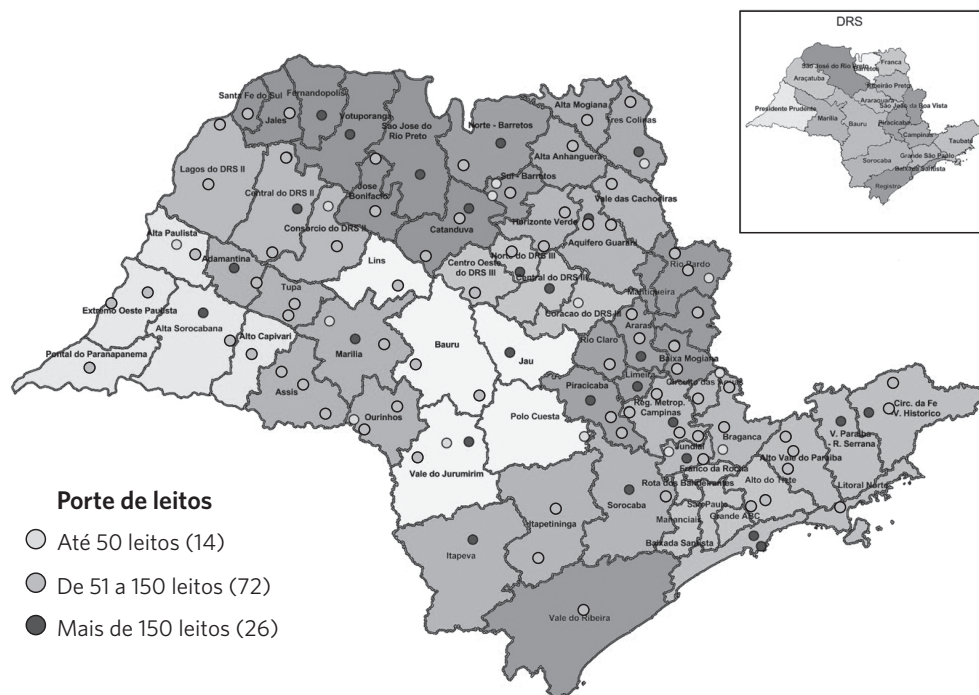 DRS
São José do Rio Preto
Barretos
Franca
Ribeirão Preto
Araçatuba
Araraquara
São João da Boa Vista
Presidente Prudente
Marília
Bauru
Piracicaba
Campinas
Taubaté
Sorocaba
Grande São Paulo
Baixada Santista
Registro
Santa Fe do Sul
Fernandopolis
Jales
Votuporanga
Sao Jose do
Rio Preto
Norte - Barretos
Alta Mogiana
Tres Colinas
Alta Anhanguera
Lagos do DRS II
Central do DRS II
Jose
Bonifacio
Sul - Barretos
Vale das Cachoeiras
Consorcio do DRS II
Catanduva
Horizonte Verde
Aquifero Guarani
Alta Paulista
Adamantina
Lins
Centro Oeste
do DRS III
Norte do DRS III
Central do DRS III
Rio Pardo
Tupa
Mantiqueira
Extremo Oeste Paulista
Alta Sorocabana
Alto Capivari
Coracao do DRS III
Araras
Marilia
Bauru
Jau
Rio Claro
Baixa Mogiana
Pontal do Paranapanema
Limeira
Circuito das Aguas
Assis
Piracicaba
Ourinhos
Polo Cuesta
Reg. Metrop.
Campinas
Circ. da Fe
V. Historico
Braganca
V. Paraiba
- R. Serrana
Jundiai
Vale do Jurumirim
Franco da Rocha
Alto Vale do Paraiba
Rota dos Bandeirantes
Alto do Tiete
Litoral Norte
Sorocaba
São Paulo
Grande ABC
Itapetininga
Mananciais
Baixada Santista
Itapeva
Vale do Ribeira
Porte de leitos
Até 50 leitos (14)
De 51 a 150 leitos (72)
Mais de 150 leitos (26)